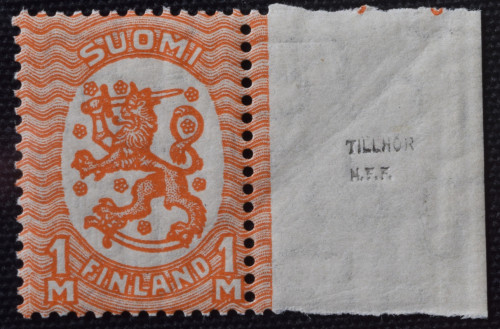 SUOMI
1 M
1 M
FINLAND
TILLHÖR
H.F.F.